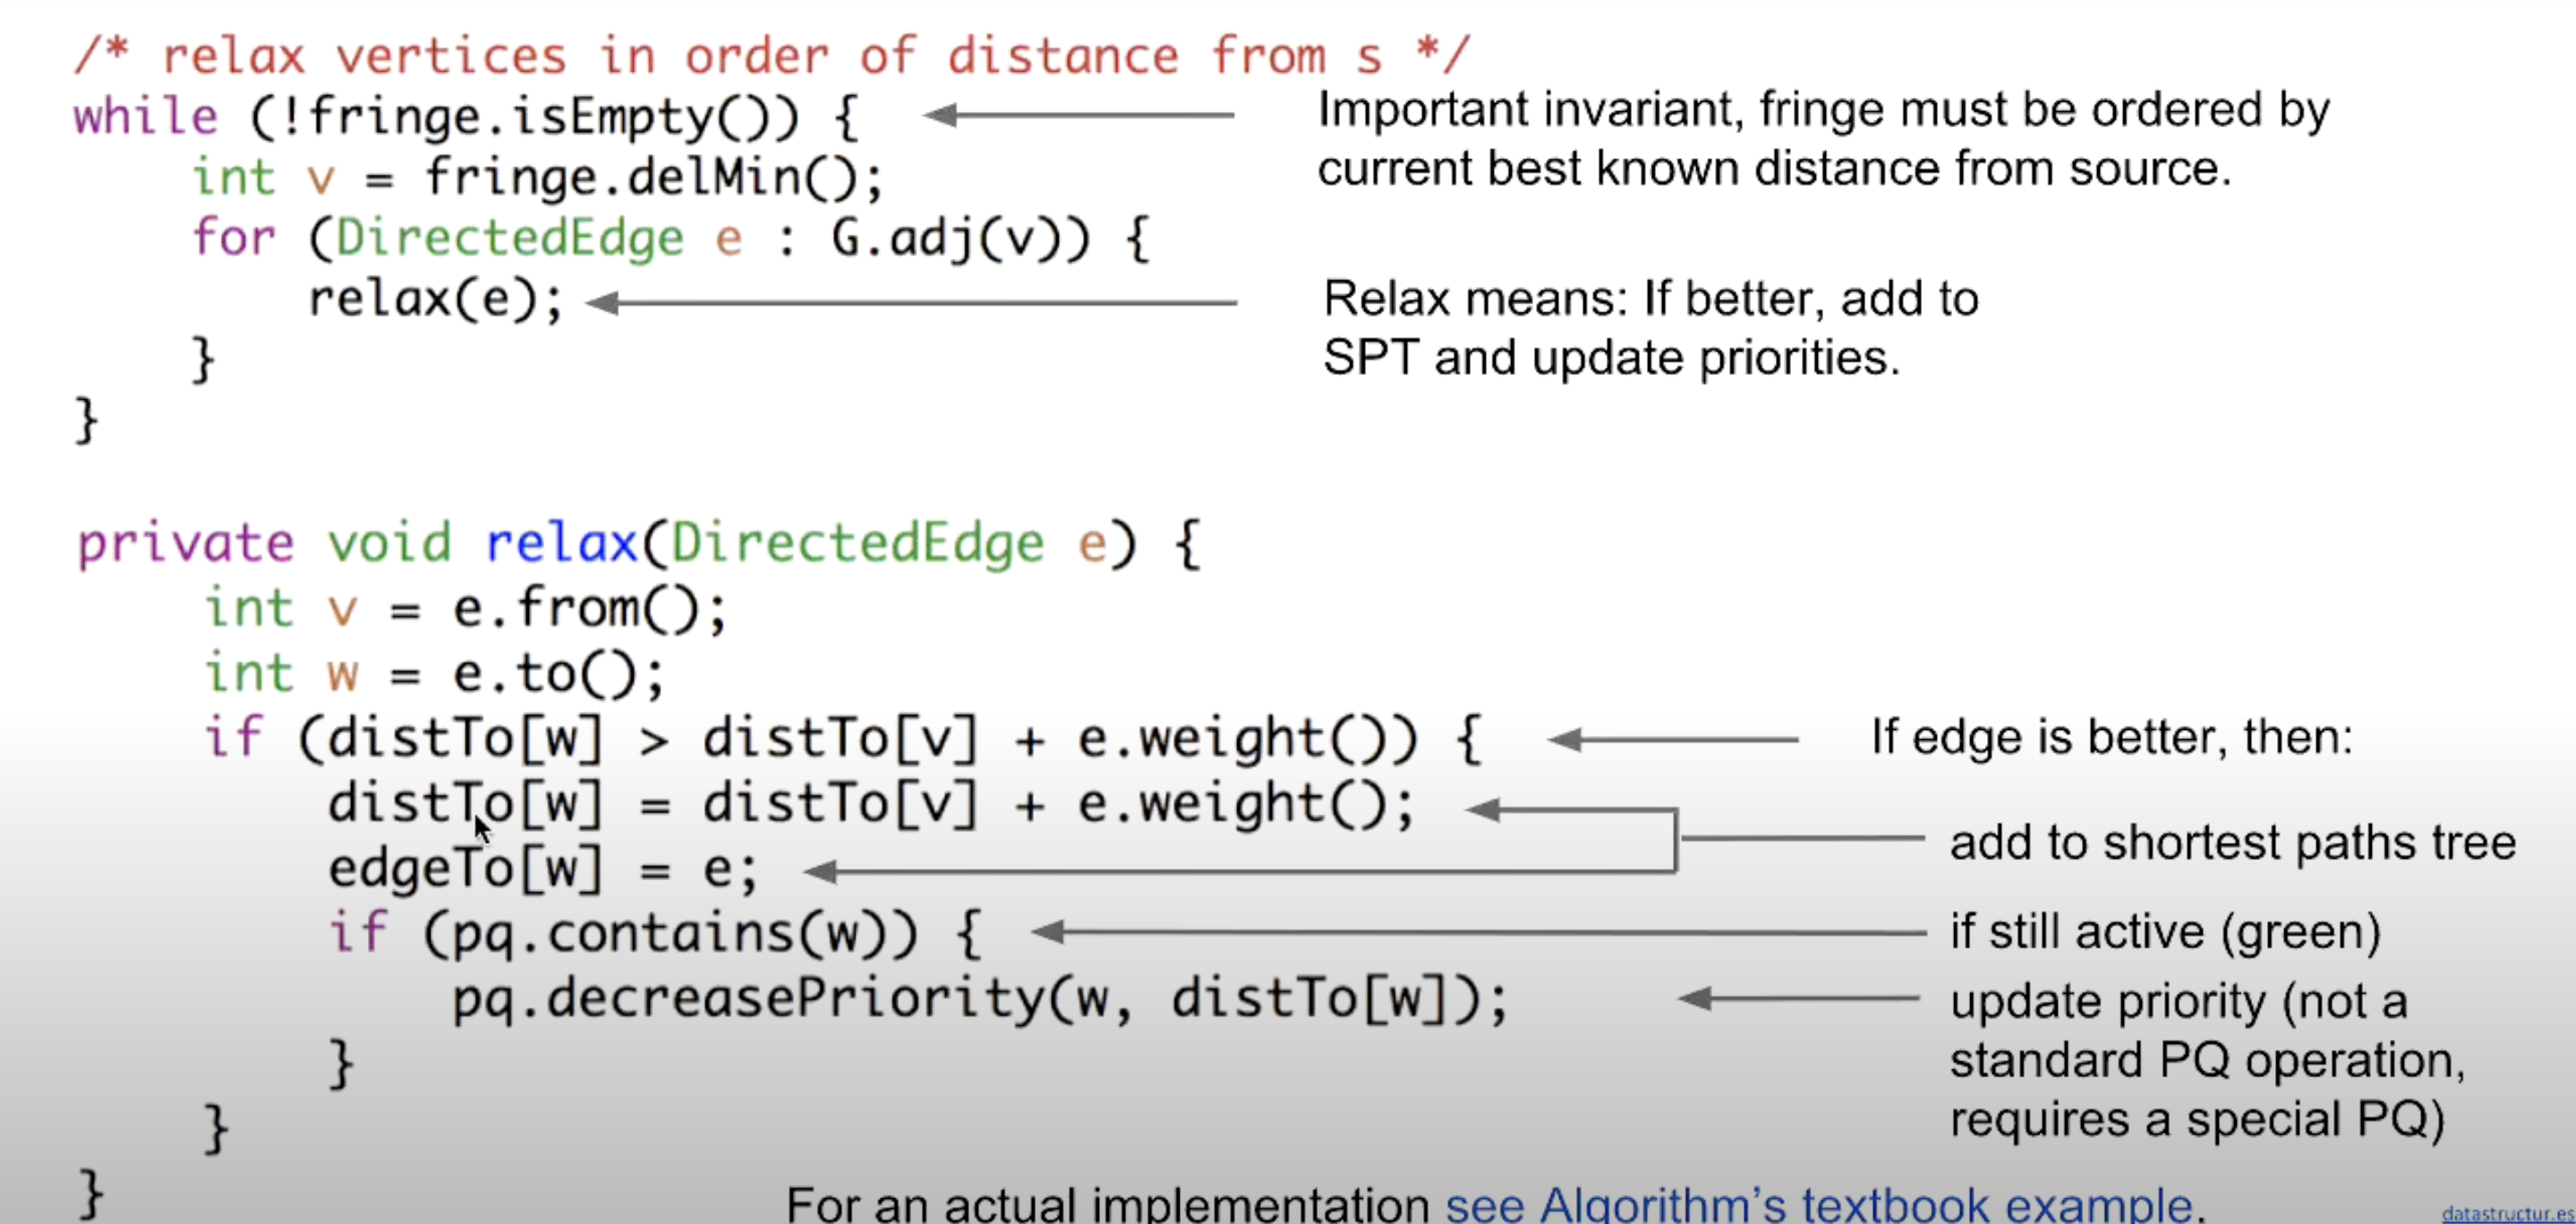 /* relax vertices in order of distance from s */
while (!fringe.isEmpty()) {
Important invariant, fringe must be ordered by
current best known distance from source.
    int v = fringe.delMin();
    for (DirectedEdge e : G.adj(v)) {
        relax(e);
Relax means: If better, add to
SPT and update priorities.
    }
}
private void relax(DirectedEdge e) {
    int v = e.from();
    int w = e.to();
    if (distTo[w] > distTo[v] + e.weight()) {
If edge is better, then:
        distTo[w] = distTo[v] + e.weight();
        edgeTo[w] = e;
add to shortest paths tree
        if (pq.contains(w)) {
if still active (green)
            pq.decreasePriority(w, distTo[w]);
update priority (not a
standard PQ operation,
requires a special PQ)
        }
    }
}
For an actual implementation see Algorithm's textbook example.
datastructur.es